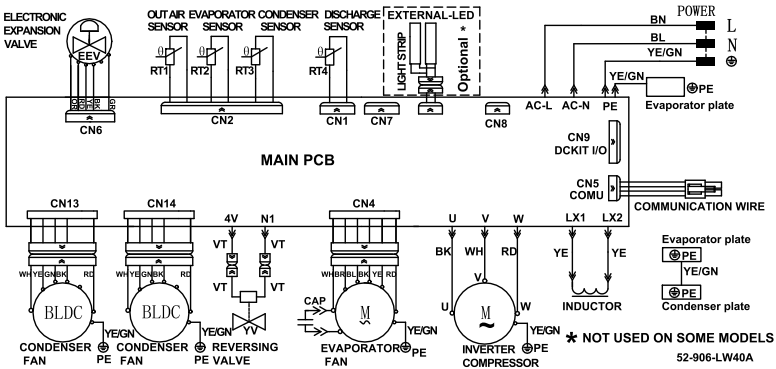 ELECTRONIC
EXPANSION
VALVE
EEV
OR
RD
YE
BK
GR
CN6
OUT AIR EVAPORATOR CONDENSER DISCHARGE
SENSOR SENSOR SENSOR SENSOR
θ θ θ θ
RT1 RT2 RT3 RT4
CN2 CN1 CN7
EXTERNAL-LED
LIGHT STRIP
Optional *
CN8
POWER
BN L
BL N
YE/GN
YE/GN
PE
Evaporator plate
AC-L AC-N PE
CN9
DCKIT I/O
MAIN PCB
CN5
COMU
COMMUNICATION WIRE
CN13 CN14 4V N1 CN4 U V W LX1 LX2
VT VT
VT VT
BK WH RD YE YE
WH YE GN BK RD
WH YE GN BK RD
WH BR BL BK YE RD
BLDC
YE/GN
PE
CONDENSER
FAN
BLDC
YE/GN
PE
CONDENSER
FAN
YV
REVERSING
VALVE
CAP
M
~
YE/GN
PE
EVAPORATOR
FAN
V
U W
M
~
YE/GN
PE
INVERTER
COMPRESSOR
INDUCTOR
Evaporator plate
PE
YE/GN
PE
Condenser plate
* NOT USED ON SOME MODELS
52-906-LW40A